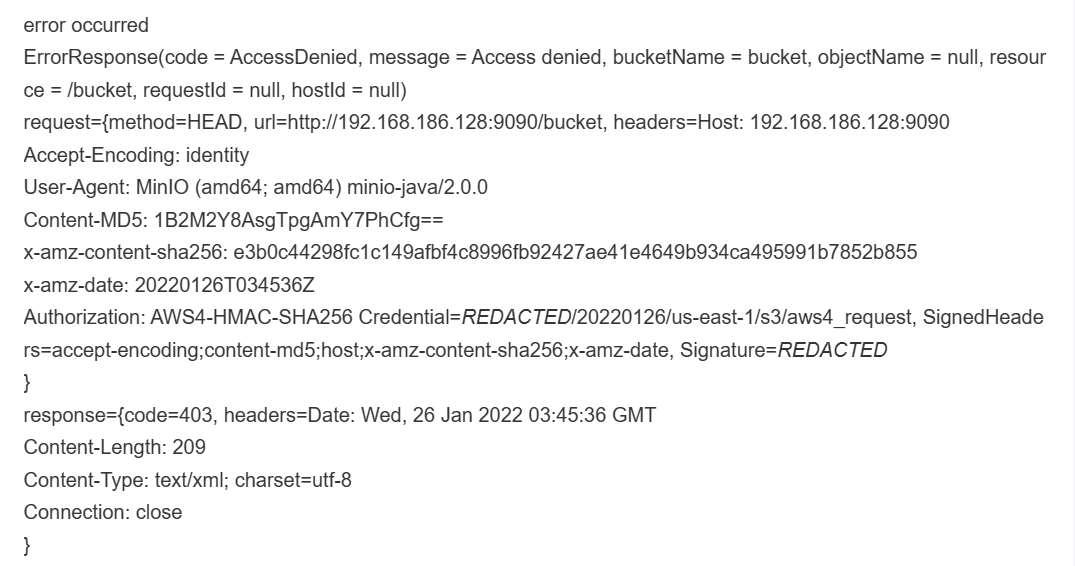 error occurred
ErrorResponse(code = AccessDenied, message = Access denied, bucketName = bucket, objectName = null, resour
ce = /bucket, requestId = null, hostId = null)
request={method=HEAD, url=http://192.168.186.128:9090/bucket, headers=Host: 192.168.186.128:9090
Accept-Encoding: identity
User-Agent: MinIO (amd64; amd64) minio-java/2.0.0
Content-MD5: 1B2M2Y8AsgTpgAmY7PhCfg==
x-amz-content-sha256: e3b0c44298fc1c149afbf4c8996fb92427ae41e4649b934ca495991b7852b855
x-amz-date: 20220126T034536Z
Authorization: AWS4-HMAC-SHA256 Credential=REDACTED/20220126/us-east-1/s3/aws4_request, SignedHeade
rs=accept-encoding;content-md5;host;x-amz-content-sha256;x-amz-date, Signature=REDACTED
}
response={code=403, headers=Date: Wed, 26 Jan 2022 03:45:36 GMT
Content-Length: 209
Content-Type: text/xml; charset=utf-8
Connection: close
}